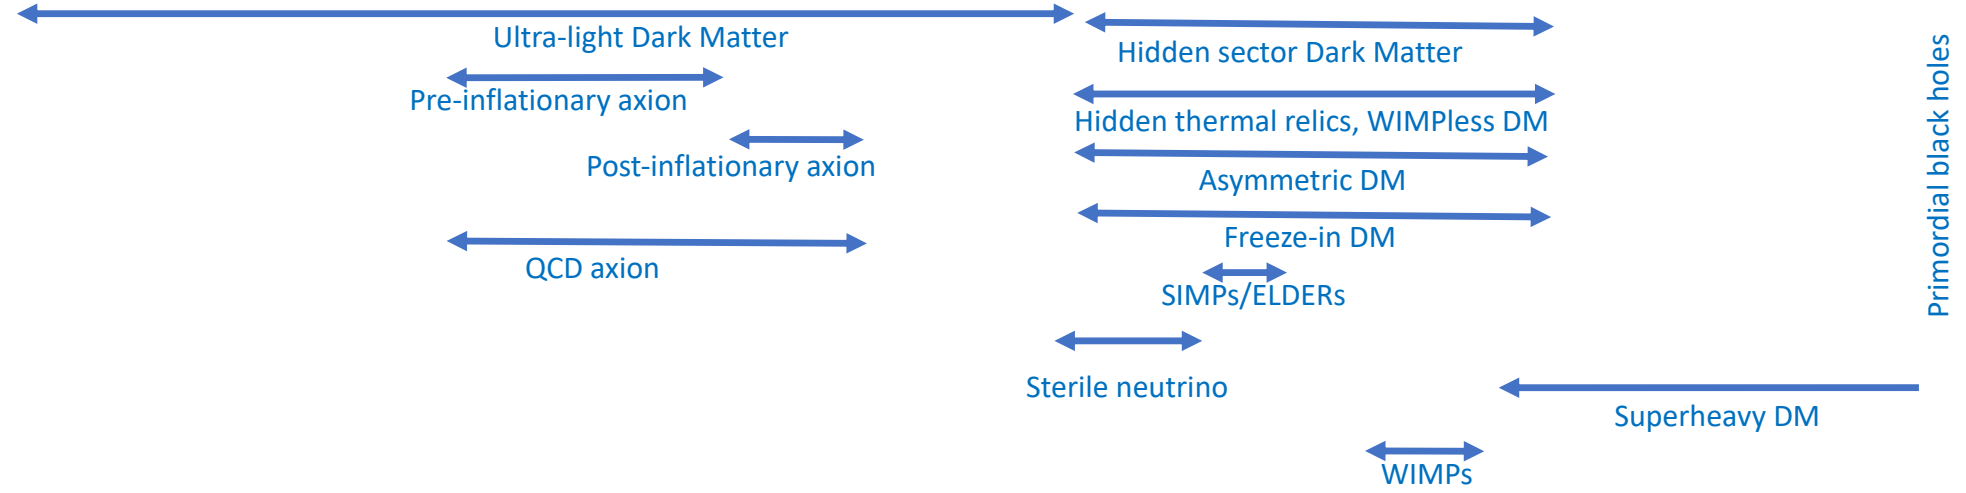 Ultra-light Dark Matter
Hidden sector Dark Matter
Pre-inflationary axion
Hidden thermal relics, WIMPless DM
Post-inflationary axion
Asymmetric DM
Freeze-in DM
QCD axion
SIMPs/ELDERs
Sterile neutrino
Superheavy DM
WIMPs
Primordial black holes